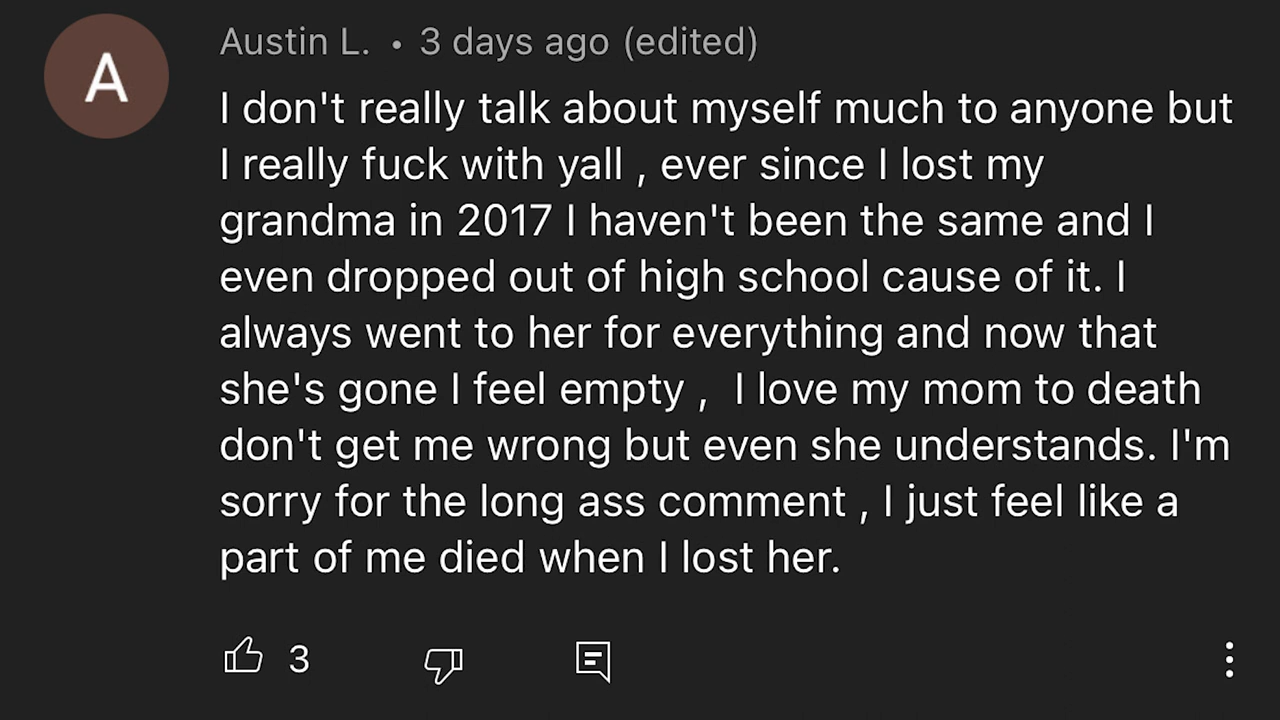 A
Austin L. • 3 days ago (edited)
I don't really talk about myself much to anyone but
I really fuck with yall , ever since I lost my
grandma in 2017 I haven't been the same and I
even dropped out of high school cause of it. I
always went to her for everything and now that
she's gone I feel empty ,  I love my mom to death
don't get me wrong but even she understands. I'm
sorry for the long ass comment , I just feel like a
part of me died when I lost her.
3